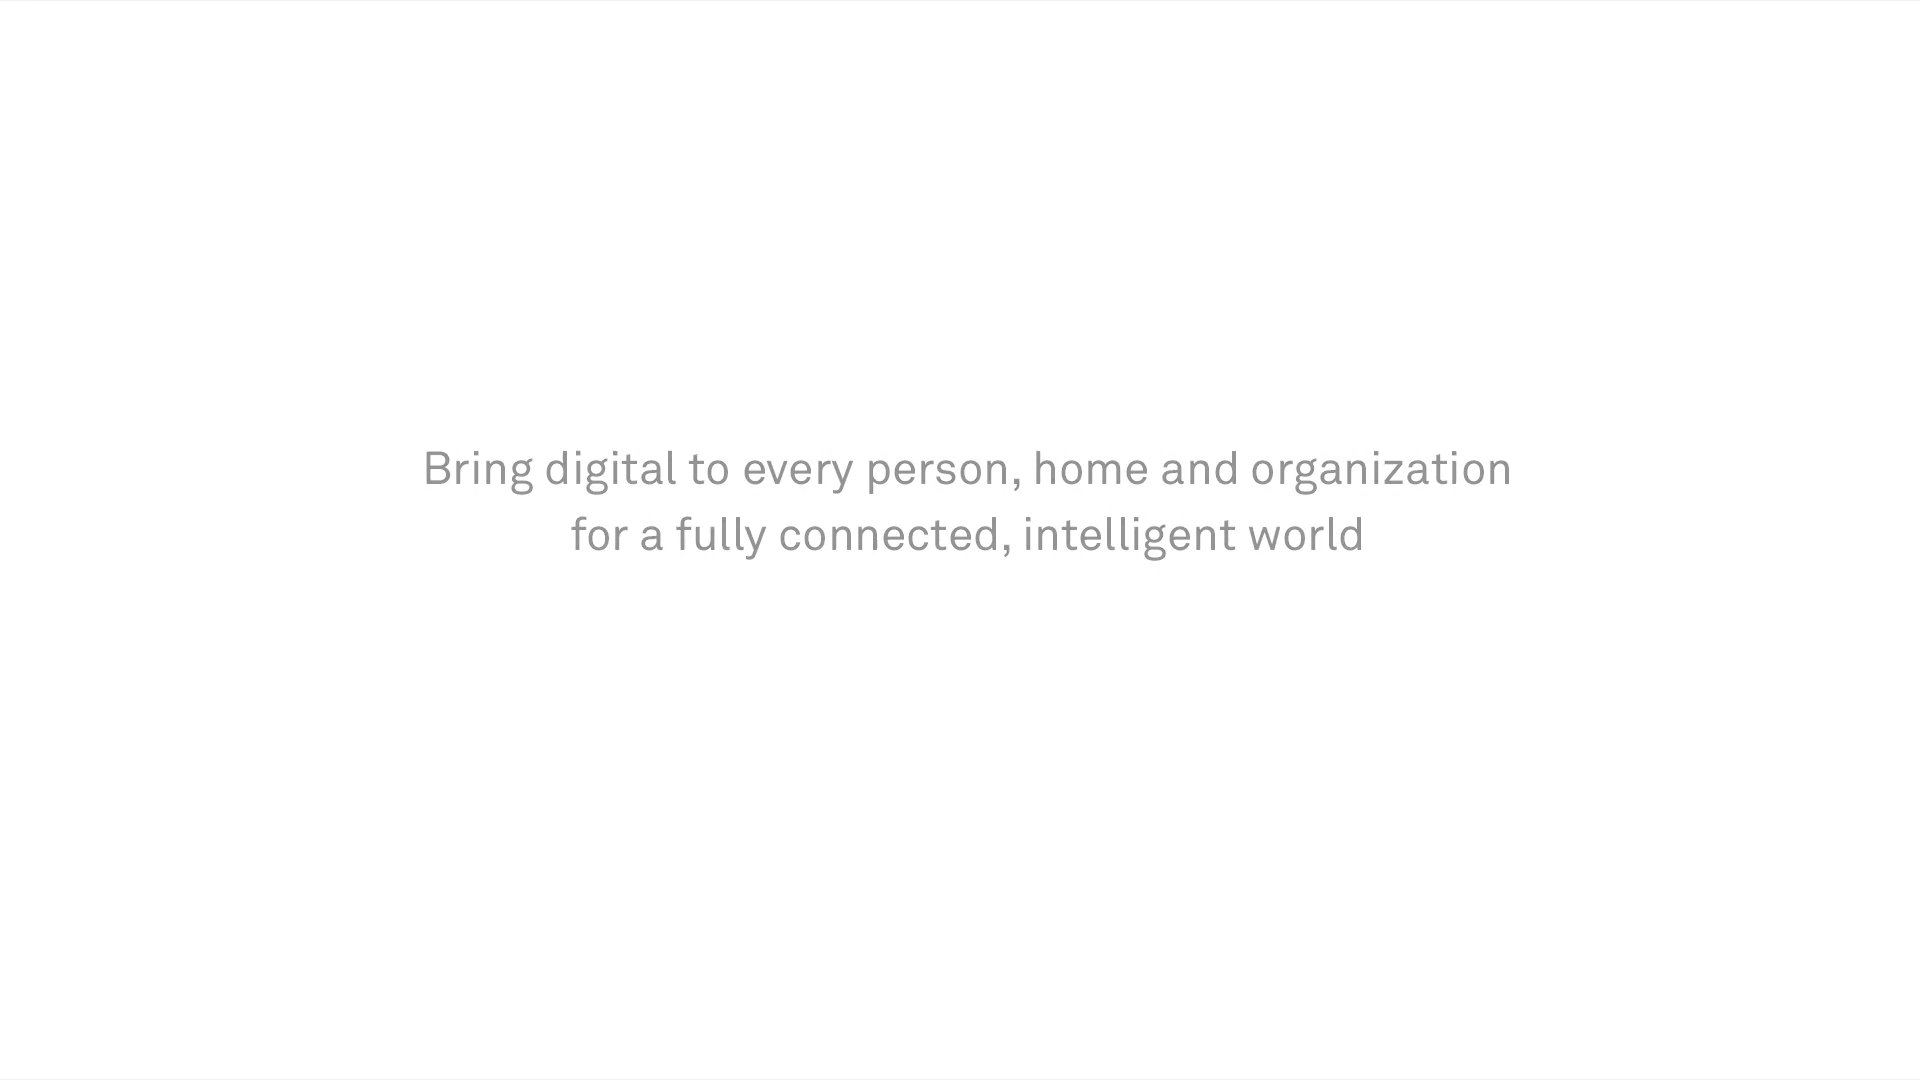 Bring digital to every person, home and organization
for a fully connected, intelligent world